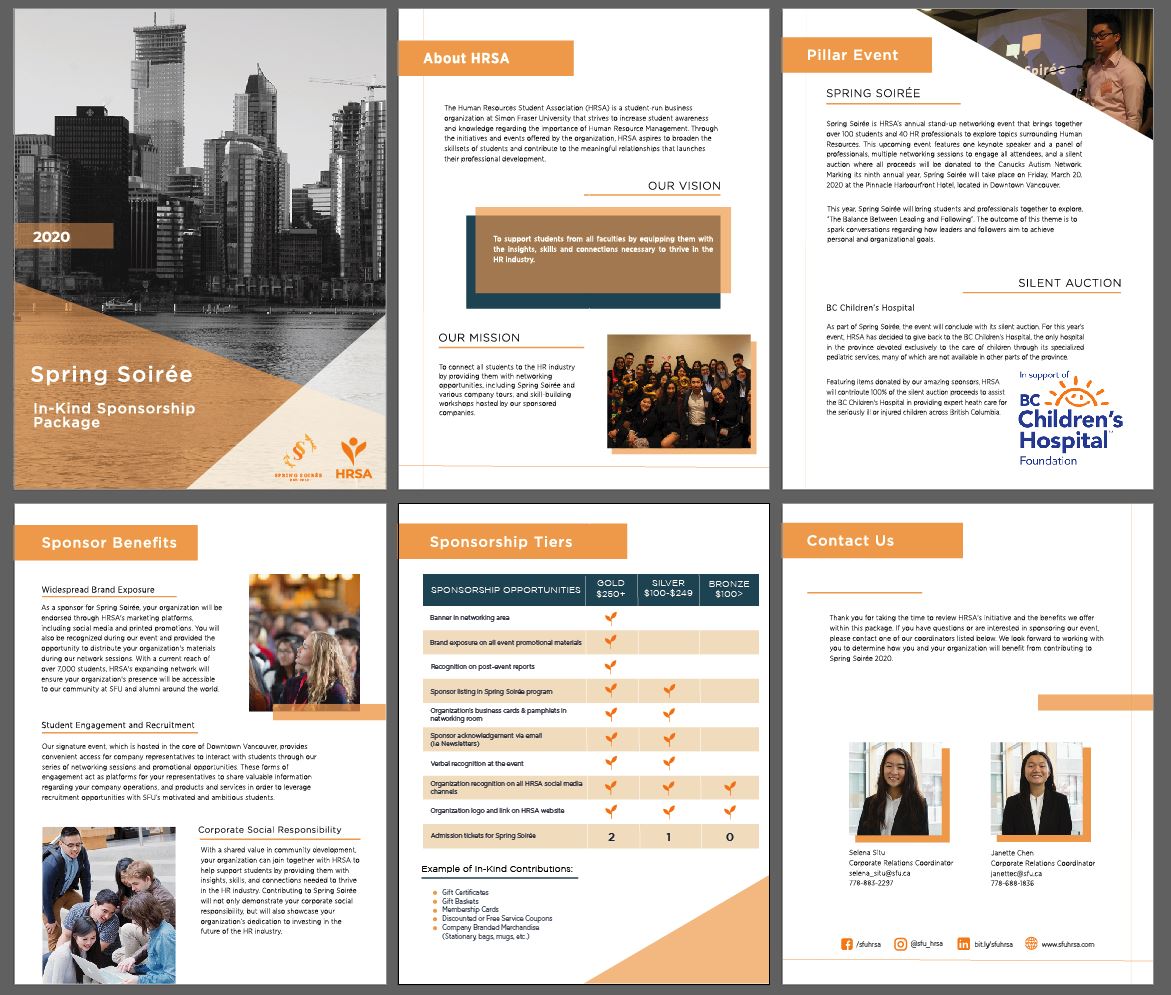 2020
Spring Soirée
In-Kind Sponsorship
Package
SPRING SOIRÉE
HRSA
About HRSA
The Human Resources Student Association (HRSA) is a student-run business
organization at Simon Fraser University that strives to increase student awareness
and knowledge regarding the importance of Human Resource Management. Through
the initiatives and events offered by the organization, HRSA aspires to broaden the
skillsets of students and contribute to the meaningful relationships that launches
their professional development.
OUR VISION
To support students from all faculties by equipping them with
the insights, skills and connections necessary to thrive in the
HR industry.
OUR MISSION
To connect all students to the HR industry
by providing them with networking
opportunities, including Spring Soirée and
various company tours, and skill-building
workshops hosted by our sponsored
companies.
Pillar Event
Soirée
SPRING SOIRÉE
Spring Soirée is HRSA's annual stand-up networking event that brings together
over 100 students and 40 HR professionals to explore topics surrounding Human
Resources. This upcoming event features one keynote speaker and a panel of
professionals, multiple networking sessions to engage all attendees, and a silent
auction where all proceeds will be donated to the Canucks Autism Network.
Marking its ninth annual year, Spring Soirée will take place on Friday, March 20,
2020 at the Pinnacle Harbourfront Hotel, located in Downtown Vancouver.
This year, Spring Soirée will bring students and professionals together to explore,
"The Balance Between Leading and Following". The outcome of this theme is to
spark conversations regarding how leaders and followers aim to achieve
personal and organizational goals.
SILENT AUCTION
BC Children's Hospital
As part of Spring Soirée, the event will conclude with its silent auction. For this year's
event, HRSA has decided to give back to the BC Children's Hospital, the only hospital
in the province devoted exclusively to the care of children through its specialized
pediatric services, many of which are not available in other parts of the province.
Featuring items donated by our amazing sponsors, HRSA
will contribute 100% of the silent auction proceeds to assist
the BC Children's Hospital in providing expert heath care for
the seriously ill or injured children across British Columbia.
In support of
BC
Children's
Hospital
Foundation
Sponsor Benefits
Widespread Brand Exposure
As a sponsor for Spring Soirée, your organization will be
endorsed through HRSA's marketing platforms,
including social media and printed promotions. You will
also be recognized during our event and provided the
opportunity to distribute your organization's materials
during our network sessions. With a current reach of
over 7,000 students, HRSA's expanding network will
ensure your organization's presence will be accessible
to our community at SFU and alumni around the world.
Student Engagement and Recruitment
Our signature event, which is hosted in the core of Downtown Vancouver, provides
convenient access for company representatives to interact with students through our
series of networking sessions and promotional opportunities. These forms of
engagement act as platforms for your representatives to share valuable information
regarding your company operations, and products and services in order to leverage
recruitment opportunities with SFU's motivated and ambitious students.
Corporate Social Responsibility
With a shared value in community development,
your organization can join together with HRSA to
help support students by providing them with
insights, skills, and connections needed to thrive
in the HR industry. Contributing to Spring Soirée
will not only demonstrate your corporate social
responsibility, but will also showcase your
organization's dedication to investing in the
future of the HR industry.
Sponsorship Tiers
SPONSORSHIP OPPORTUNITIES GOLD $250+ SILVER $100-$249 BRONZE $100>
Banner in networking area
Brand exposure on all event promotional materials
Recognition on post-event reports
Sponsor listing in Spring Soirée program
Organization's business cards & pamphlets in
networking room
Sponsor acknowledgement via email
(i.e Newsletters)
Verbal recognition at the event
Organization recognition on all HRSA social media
channels
Organization logo and link on HRSA website
Admission tickets for Spring Soirée 2 1 0
Example of In-Kind Contributions:
Gift Certificates
Gift Baskets
Membership Cards
Discounted or Free Service Coupons
Company Branded Merchandise
(Stationary bags, mugs, etc.)
Contact Us
Thank you for taking the time to review HRSA's initiative and the benefits we offer
within this package. If you have questions or are interested in sponsoring our event,
please contact one of our coordinators listed below. We look forward to working with
you to determine how you and your organization will benefit from contributing to
Spring Soirée 2020.
Selena Situ
Corporate Relations Coordinator
selena_situ@sfu.ca
778-883-2297
Janette Chen
Corporate Relations Coordinator
janettec@sfu.ca
778-688-1836
/sfuhrsa @sfu_hrsa bit.ly/sfuhrsa www.sfuhrsa.com